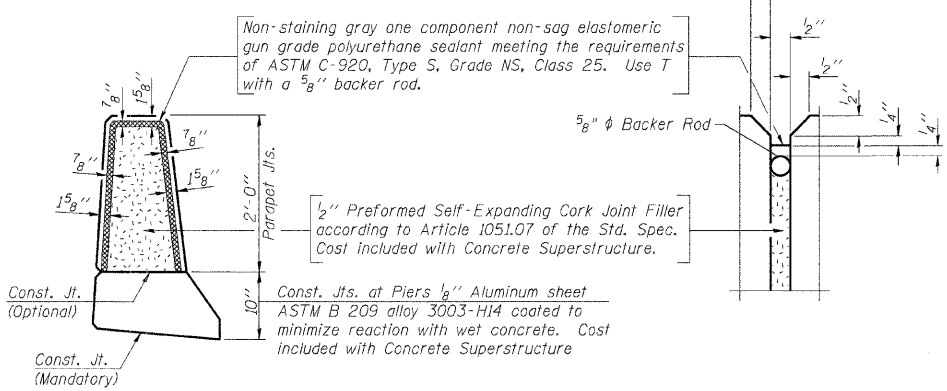 Non-staining gray one component non-sag elastomeric
gun grade polyurethane sealant meeting the requirements
of ASTM C-920, Type S, Grade NS, Class 25. Use T
with a 5/8" backer rod.
1/2"
1/2"
1/2"
1/4"
7/8"
1 5/8"
5/8" φ Backer Rod
7/8"
7/8"
1 5/8"
1 5/8"
2'-0"
Parapet Jts.
1/2" Preformed Self-Expanding Cork Joint Filler
according to Article 1051.07 of the Std. Spec.
Cost included with Concrete Superstructure.
Const. Jt.
(Optional)
10"
Const. Jts. at Piers 1/8" Aluminum sheet
ASTM B 209 alloy 3003-H14 coated to
minimize reaction with wet concrete. Cost
included with Concrete Superstructure
Const. Jt.
(Mandatory)